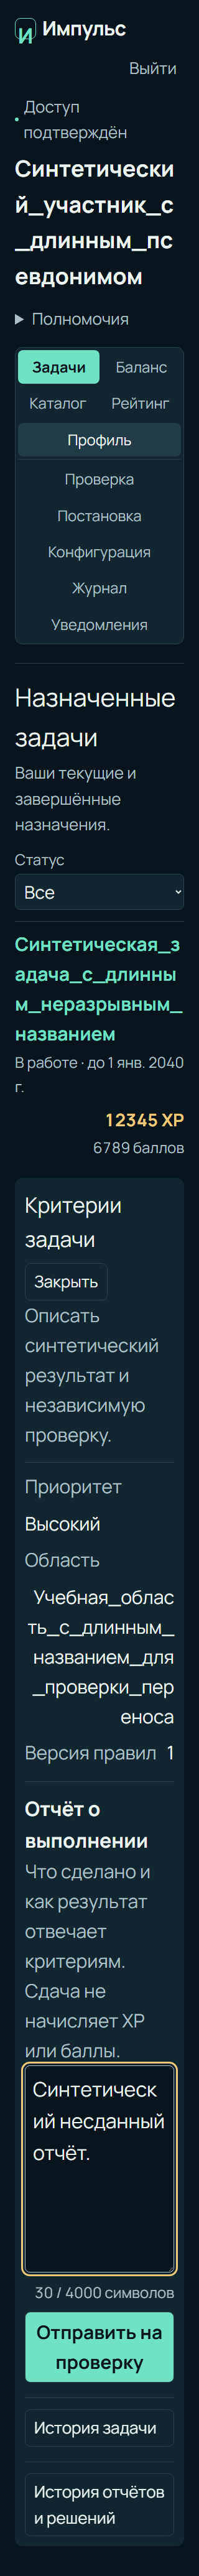 И Импульс
Выйти
Доступ
подтверждён
Синтетически
й_участник_с
_длинным_пс
евдонимом
Полномочия
Задачи Баланс
Каталог Рейтинг
Профиль
Проверка
Постановка
Конфигурация
Журнал
Уведомления
Назначенные
задачи
Ваши текущие и
завершённые
назначения.
Статус
Все
Синтетическая_з
адача_с_длинны
м_неразрывным_
названием
В работе · до 1 янв. 2040
г.
12345 XP
6789 баллов
Критерии
задачи
Закрыть
Описать
синтетический
результат и
независимую
проверку.
Приоритет
Высокий
Область
Учебная_облас
ть_с_длинным_
названием_для
_проверки_пер
еноса
Версия правил 1
Отчёт о
выполнении
Что сделано и
как результат
отвечает
критериям.
Сдача не
начисляет XP
или баллы.
Синтетическ
ий несданный
отчёт.
30 / 4000 символов
Отправить на
проверку
История задачи
История отчётов
и решений